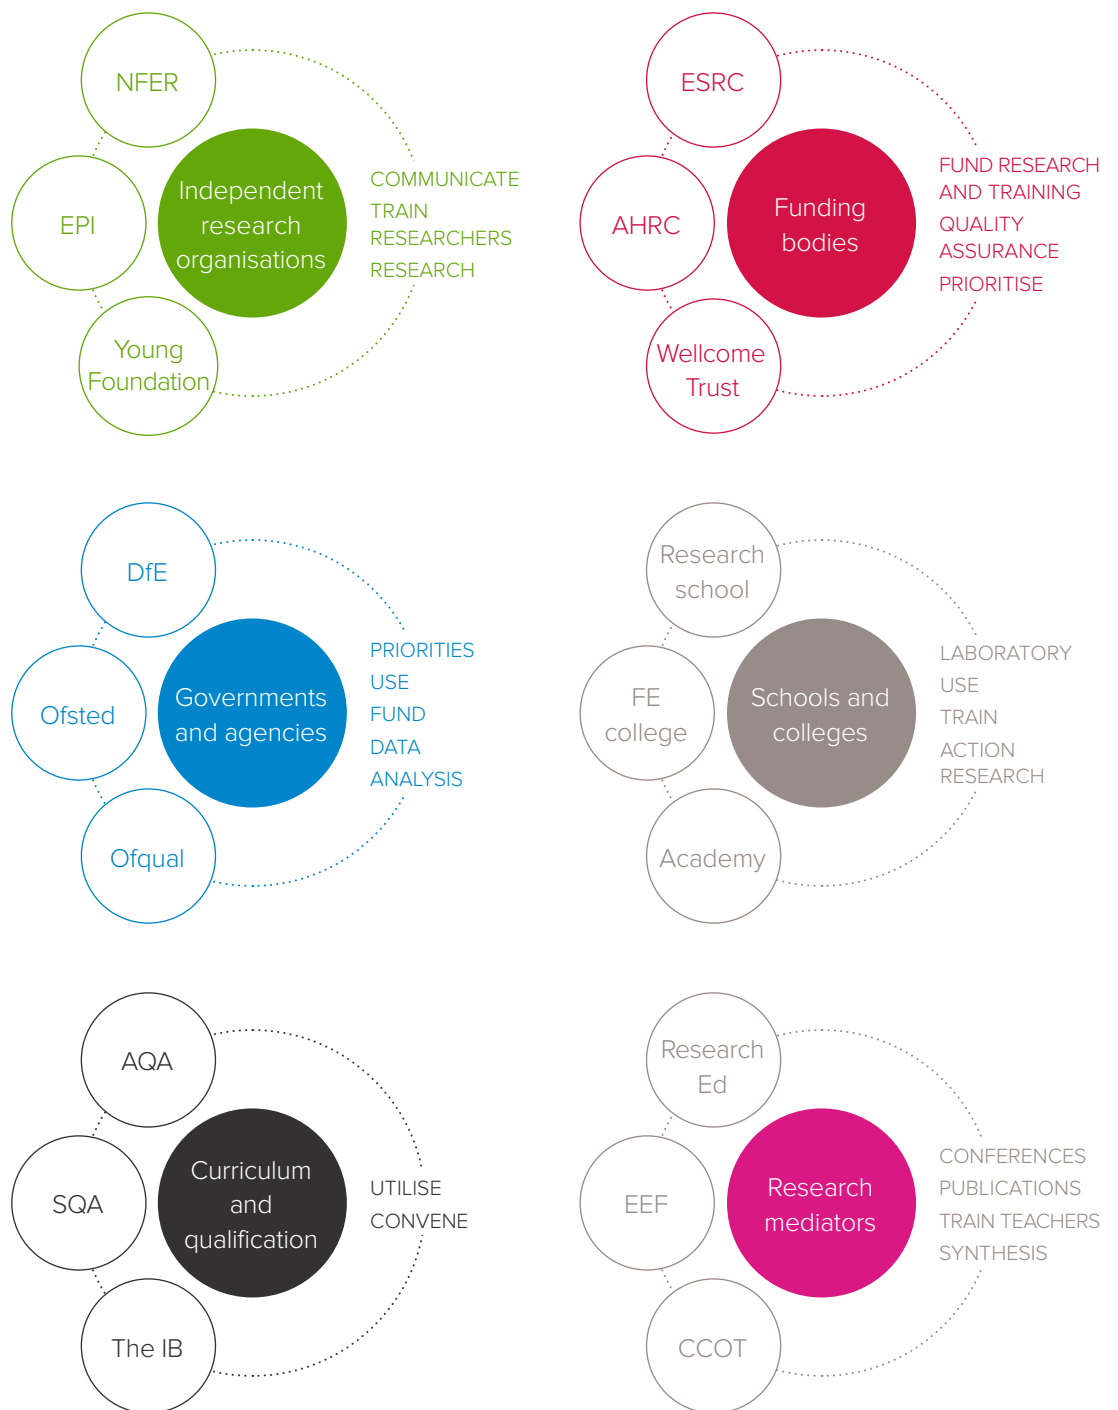 NFER
EPI
Young
Foundation
Independent
research
organisations
COMMUNICATE
TRAIN
RESEARCHERS
RESEARCH
ESRC
AHRC
Wellcome
Trust
Funding
bodies
FUND RESEARCH
AND TRAINING
QUALITY
ASSURANCE
PRIORITISE
DfE
Ofsted
Ofqual
Governments
and agencies
PRIORITIES
USE
FUND
DATA
ANALYSIS
Research
school
FE
college
Academy
Schools and
colleges
LABORATORY
USE
TRAIN
ACTION
RESEARCH
AQA
SQA
The IB
Curriculum
and
qualification
UTILISE
CONVENE
Research
Ed
EEF
CCOT
Research
mediators
CONFERENCES
PUBLICATIONS
TRAIN TEACHERS
SYNTHESIS